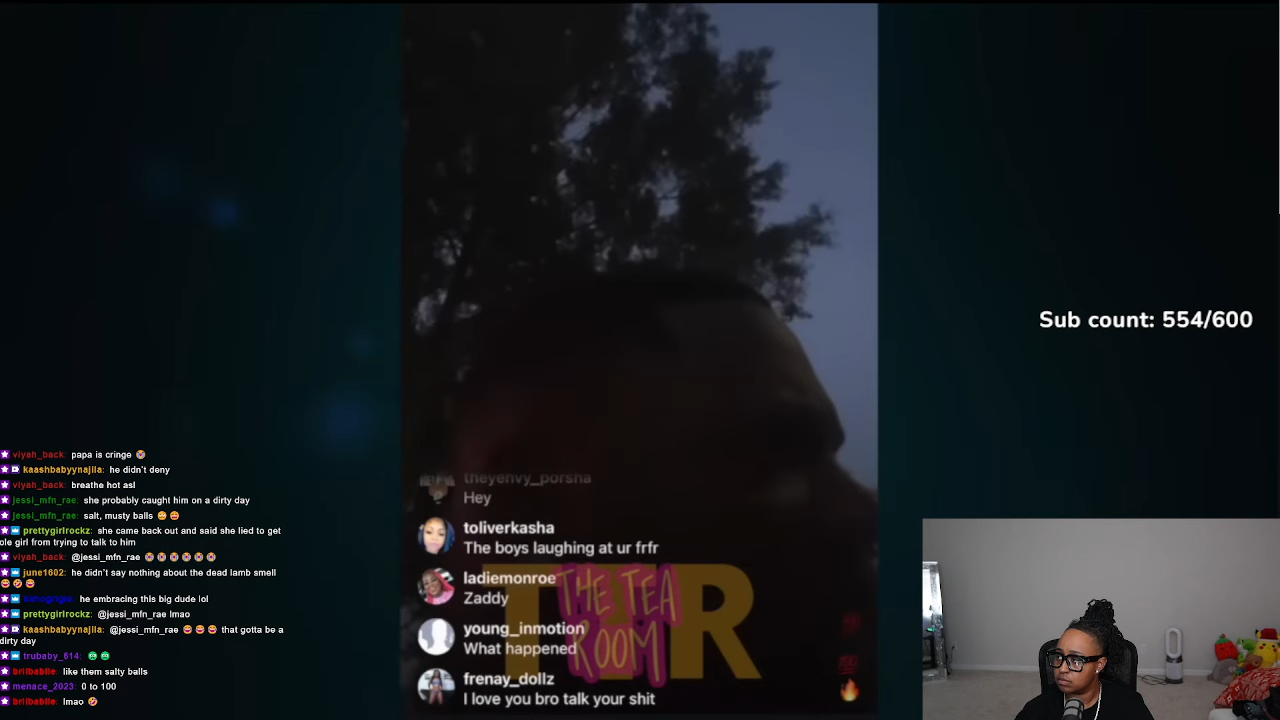 Sub count: 554/600
viyah_back: papa is cringe
kaashbabyynajiia: he didn't deny
viyah_back: breathe hot asl
jessi_mfn_rae: she probably caught him on a dirty day
jessi_mfn_rae: salt, musty balls
prettygirlrockz: she came back out and said she lied to get
ole girl from trying to talk to him
viyah_back: @jessi_mfn_rae
june1602: he didn't say nothing about the dead lamb smell
he embracing this big dude lol
prettygirlrockz: @jessi_mfn_rae lmao
kaashbabyynajiia: @jessi_mfn_rae that gotta be a
dirty day
trubaby_614:
briibabiie: like them salty balls
menace_2023: 0 to 100
briibabiie: lmao
theyenvy_porsha
Hey
toliverkasha
The boys laughing at ur frfr
ladiemonroe
Zaddy
young_inmotion
What happened
frenay_dollz
I love you bro talk your shit
T R
THE TEA
ROOM